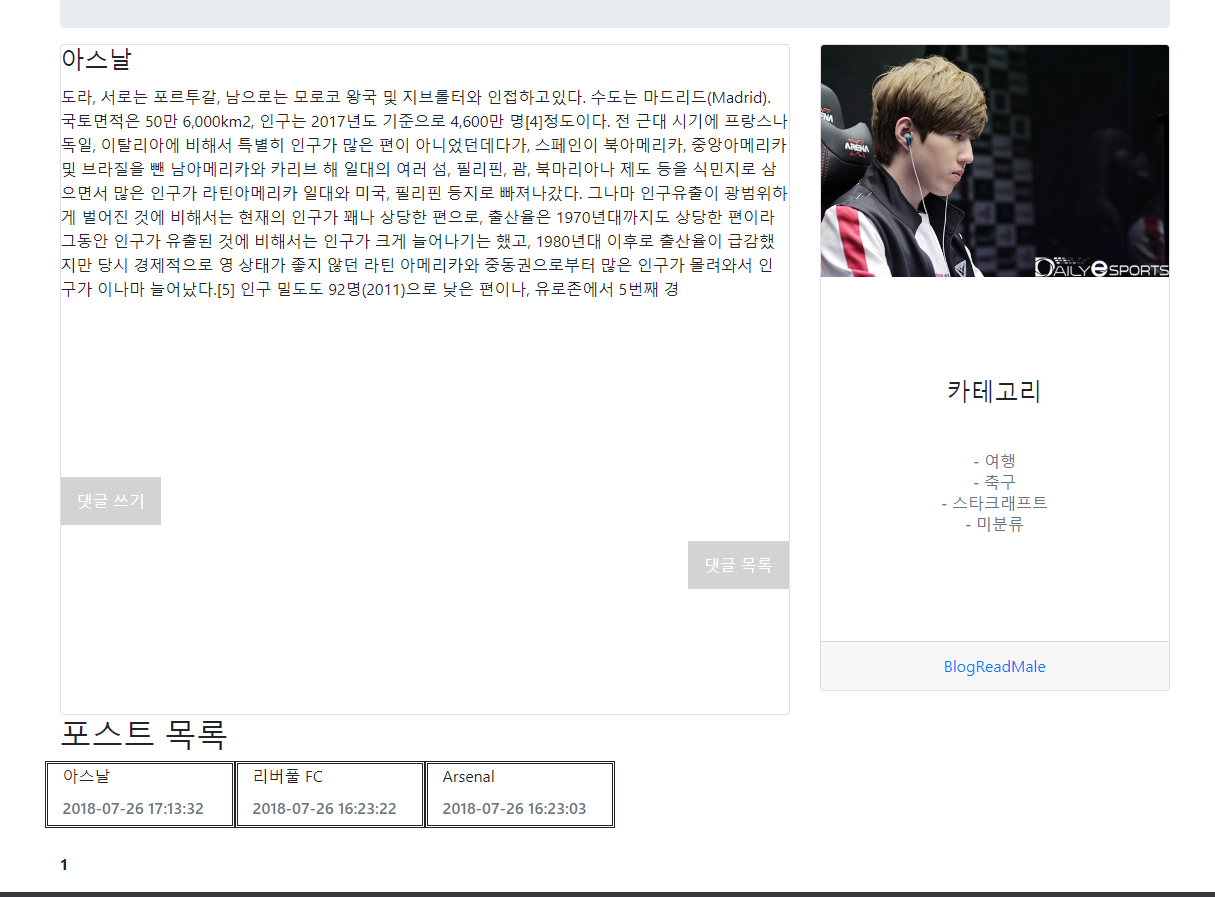 아스날
도라, 서로는 포르투갈, 남으로는 모로코 왕국 및 지브롤터와 인접하고있다. 수도는 마드리드(Madrid).
국토면적은 50만 6,000km2, 인구는 2017년도 기준으로 4,600만 명[4]정도이다. 전 근대 시기에 프랑스나
독일, 이탈리아에 비해서 특별히 인구가 많은 편이 아니었던데다가, 스페인이 북아메리카, 중앙아메리카
및 브라질을 뺀 남아메리카와 카리브 해 일대의 여러 섬, 필리핀, 괌, 북마리아나 제도 등을 식민지로 삼
으면서 많은 인구가 라틴아메리카 일대와 미국, 필리핀 등지로 빠져나갔다. 그나마 인구유출이 광범위하
게 벌어진 것에 비해서는 현재의 인구가 꽤나 상당한 편으로, 출산율은 1970년대까지도 상당한 편이라
그동안 인구가 유출된 것에 비해서는 인구가 크게 늘어나기는 했고, 1980년대 이후로 출산율이 급감했
지만 당시 경제적으로 영 상태가 좋지 않던 라틴 아메리카와 중동권으로부터 많은 인구가 몰려와서 인
구가 이나마 늘어났다.[5] 인구 밀도도 92명(2011)으로 낮은 편이나, 유로존에서 5번째 경
댓글 쓰기
댓글 목록
ARENA
DAILYeSPORTS
카테고리
- 여행
- 축구
- 스타크래프트
- 미분류
BlogReadMale
포스트 목록
아스날
2018-07-26 17:13:32
리버풀 FC
2018-07-26 16:23:22
Arsenal
2018-07-26 16:23:03
1